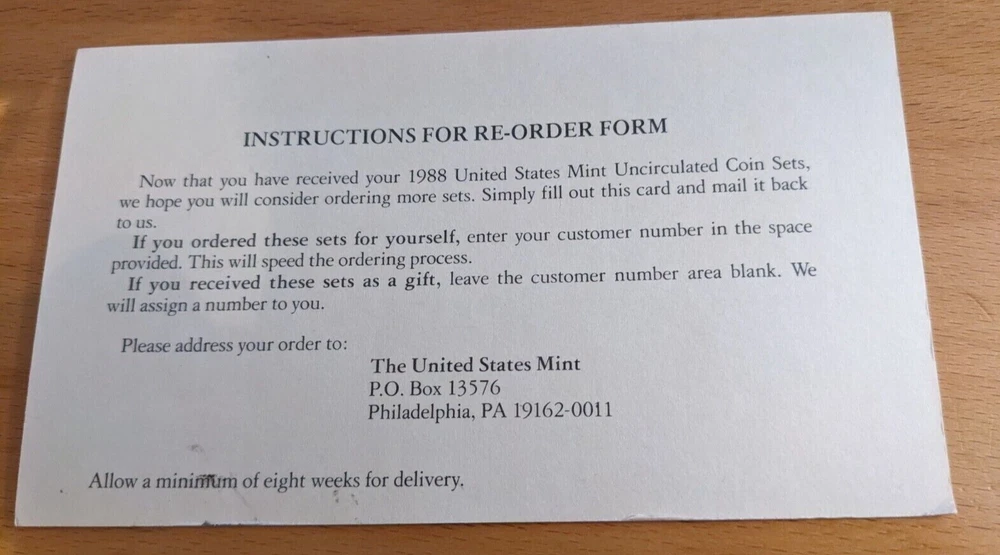 INSTRUCTIONS FOR RE-ORDER FORM
Now that you have received your 1988 United States Mint Uncirculated Coin Sets,
we hope you will consider ordering more sets. Simply fill out this card and mail it back
to us.
If you ordered these sets for yourself, enter your customer number in the space
provided. This will speed the ordering process.
If you received these sets as a gift, leave the customer number area blank. We
will assign a number to you.
Please address your order to:
The United States Mint
P.O. Box 13576
Philadelphia, PA 19162-0011
Allow a minimum of eight weeks for delivery.